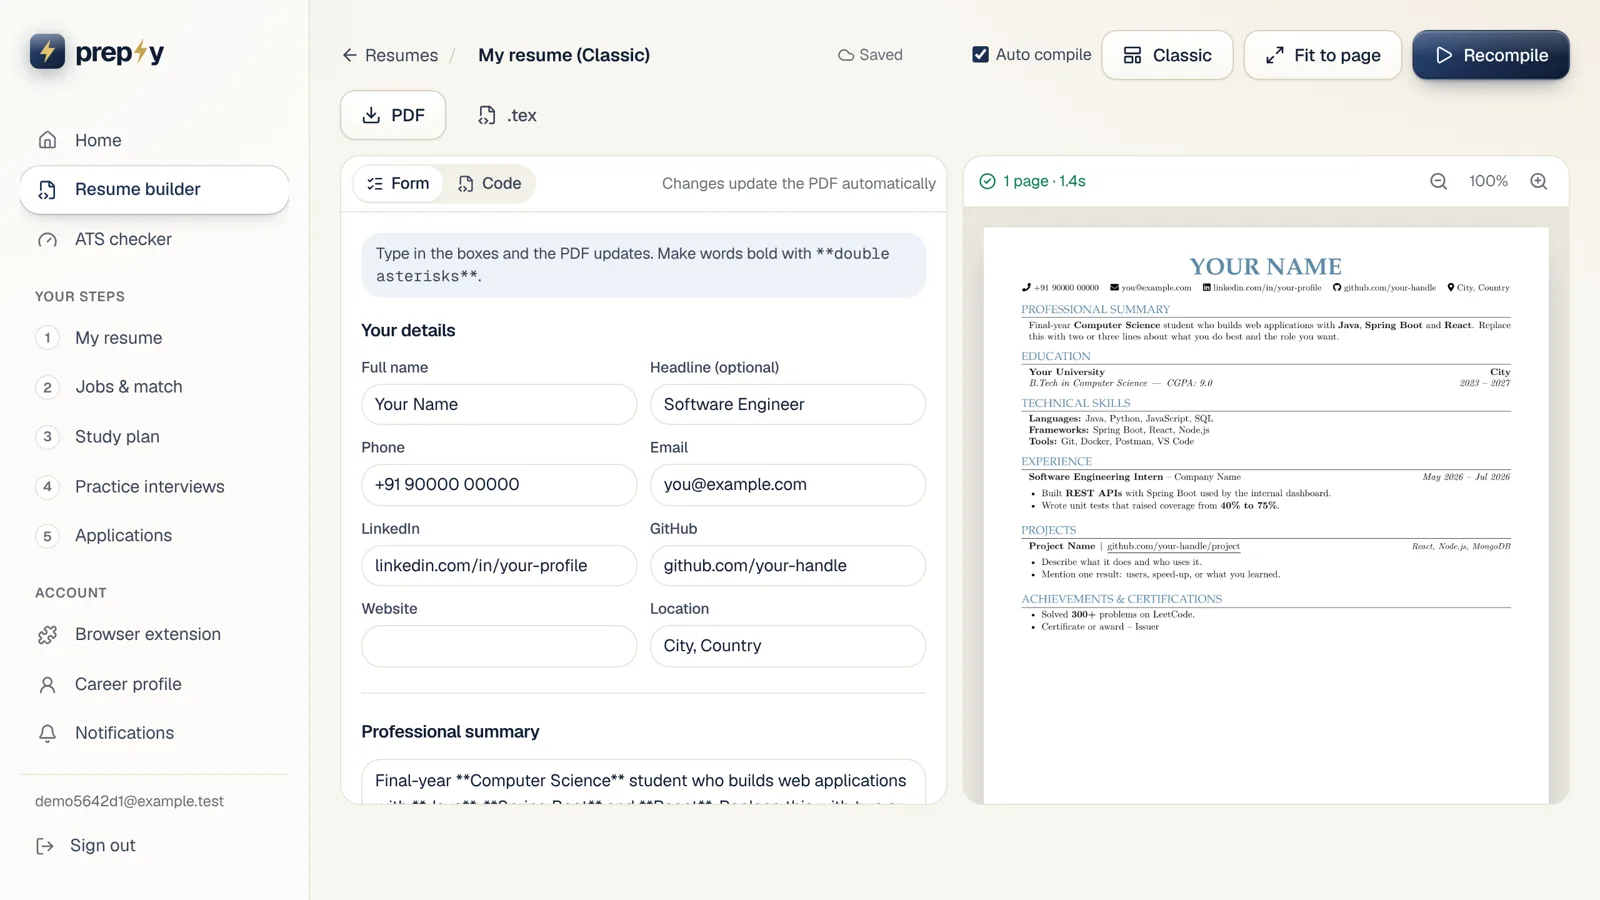 prepfy
Home
Resume builder
ATS checker
YOUR STEPS
1 My resume
2 Jobs & match
3 Study plan
4 Practice interviews
5 Applications
ACCOUNT
Browser extension
Career profile
Notifications
demo5642d1@example.test
Sign out
Resumes / My resume (Classic)
Saved
Auto compile
Classic
Fit to page
Recompile
PDF
.tex
Form
Code
Changes update the PDF automatically
Type in the boxes and the PDF updates. Make words bold with **double
asterisks**.
Your details
Full name
Headline (optional)
Your Name
Software Engineer
Phone
Email
+91 90000 00000
you@example.com
LinkedIn
GitHub
linkedin.com/in/your-profile
github.com/your-handle
Website
Location
City, Country
Professional summary
Final-year **Computer Science** student who builds web applications
with **Java**, **Spring Boot** and **React**. Replace this with two or
1 page · 1.4s
100%
YOUR NAME
+91 90000 00000 you@example.com linkedin.com/in/your-profile github.com/your-handle City, Country
PROFESSIONAL SUMMARY
Final-year Computer Science student who builds web applications with Java, Spring Boot and React. Replace
this with two or three lines about what you do best and the role you want.
EDUCATION
Your University City
B.Tech in Computer Science — CGPA: 9.0 2023 – 2027
TECHNICAL SKILLS
Languages: Java, Python, JavaScript, SQL
Frameworks: Spring Boot, React, Node.js
Tools: Git, Docker, Postman, VS Code
EXPERIENCE
Software Engineering Intern – Company Name May 2026 – Jul 2026
• Built REST APIs with Spring Boot used by the internal dashboard.
• Wrote unit tests that raised coverage from 40% to 75%.
PROJECTS
Project Name | github.com/your-handle/project React, Node.js, MongoDB
• Describe what it does and who uses it.
• Mention one result: users, speed-up, or what you learned.
ACHIEVEMENTS & CERTIFICATIONS
• Solved 300+ problems on LeetCode.
• Certificate or award – Issuer